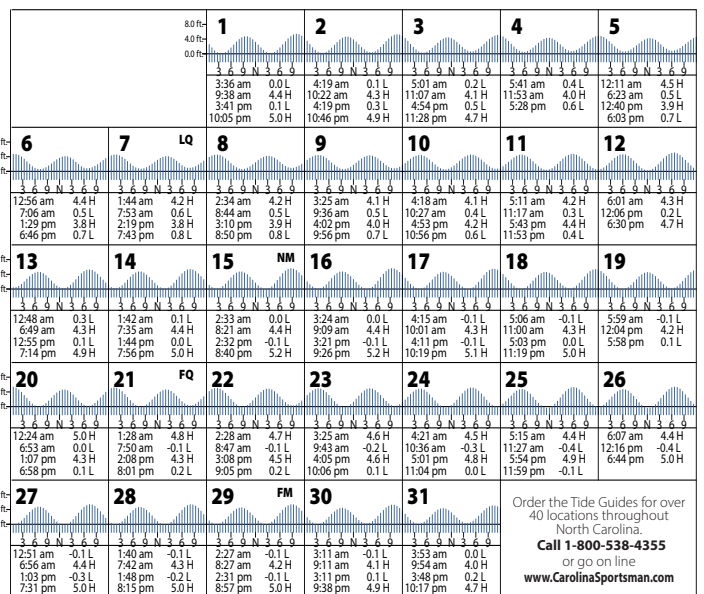 8.0 ft-
4.0 ft-
0.0 ft-
1 2 3 4 5
3 6 9 N 3 6 9 3 6 9 N 3 6 9 3 6 9 N 3 6 9 3 6 9 N 3 6 9 3 6 9 N 3 6 9
3:36 am 0.0 L 4:19 am 0.1 L 5:01 am 0.2 L 5:41 am 0.4 L 12:11 am 4.5 H
9:38 am 4.4 H 10:22 am 4.3 H 11:07 am 4.1 H 11:53 am 4.0 H 6:23 am 0.5 L
3:41 pm 0.1 L 4:19 pm 0.3 L 4:54 pm 0.5 L 5:28 pm 0.6 L 12:40 pm 3.9 H
10:05 pm 5.0 H 10:46 pm 4.9 H 11:28 pm 4.7 H 6:03 pm 0.7 L
ft-
ft-
6 7 LQ 8 9 10 11 12
3 6 9 N 3 6 9 3 6 9 N 3 6 9 3 6 9 N 3 6 9 3 6 9 N 3 6 9 3 6 9 N 3 6 9 3 6 9 N 3 6 9 3 6 9 N 3 6 9
12:56 am 4.4 H 1:44 am 4.2 H 2:34 am 4.2 H 3:25 am 4.1 H 4:18 am 4.1 H 5:11 am 4.2 H 6:01 am 4.3 H
7:06 am 0.5 L 7:53 am 0.6 L 8:44 am 0.5 L 9:36 am 0.5 L 10:27 am 0.4 L 11:17 am 0.3 L 12:06 pm 0.2 L
1:29 pm 3.8 H 2:19 pm 3.8 H 3:10 pm 3.9 H 4:02 pm 4.0 H 4:53 pm 4.2 H 5:43 pm 4.4 H 6:30 pm 4.7 H
6:46 pm 0.7 L 7:43 pm 0.8 L 8:50 pm 0.8 L 9:56 pm 0.7 L 10:56 pm 0.6 L 11:53 pm 0.4 L
ft-
ft-
13 14 15 NM 16 17 18 19
3 6 9 N 3 6 9 3 6 9 N 3 6 9 3 6 9 N 3 6 9 3 6 9 N 3 6 9 3 6 9 N 3 6 9 3 6 9 N 3 6 9 3 6 9 N 3 6 9
12:48 am 0.3 L 1:42 am 0.1 L 2:33 am 0.0 L 3:24 am 0.0 L 4:15 am -0.1 L 5:06 am -0.1 L 5:59 am -0.1 L
6:49 am 4.3 H 7:35 am 4.4 H 8:21 am 4.4 H 9:09 am 4.4 H 10:01 am 4.3 H 11:00 am 4.3 H 12:04 pm 4.2 H
12:55 pm 0.1 L 1:44 pm 0.0 L 2:32 pm -0.1 L 3:21 pm -0.1 L 4:11 pm -0.1 L 5:03 pm 0.0 L 5:58 pm 0.1 L
7:14 pm 4.9 H 7:56 pm 5.0 H 8:40 pm 5.2 H 9:26 pm 5.2 H 10:19 pm 5.1 H 11:19 pm 5.0 H
ft-
ft-
20 21 FQ 22 23 24 25 26
3 6 9 N 3 6 9 3 6 9 N 3 6 9 3 6 9 N 3 6 9 3 6 9 N 3 6 9 3 6 9 N 3 6 9 3 6 9 N 3 6 9 3 6 9 N 3 6 9
12:24 am 5.0 H 1:28 am 4.8 H 2:28 am 4.7 H 3:25 am 4.6 H 4:21 am 4.5 H 5:15 am 4.4 H 6:07 am 4.4 H
6:53 am 0.0 L 7:50 am -0.1 L 8:47 am -0.1 L 9:43 am -0.2 L 10:36 am -0.3 L 11:27 am -0.4 L 12:16 pm -0.4 L
1:07 pm 4.3 H 2:08 pm 4.3 H 3:08 pm 4.5 H 4:05 pm 4.6 H 5:01 pm 4.8 H 5:54 pm 4.9 H 6:44 pm 5.0 H
6:58 pm 0.1 L 8:01 pm 0.2 L 9:05 pm 0.2 L 10:06 pm 0.1 L 11:04 pm 0.0 L 11:59 pm -0.1 L
ft-
ft-
27 28 29 FM 30 31
3 6 9 N 3 6 9 3 6 9 N 3 6 9 3 6 9 N 3 6 9 3 6 9 N 3 6 9 3 6 9 N 3 6 9
12:51 am -0.1 L 1:40 am -0.1 L 2:27 am -0.1 L 3:11 am -0.1 L 3:53 am 0.0 L
6:56 am 4.4 H 7:42 am 4.3 H 8:27 am 4.2 H 9:11 am 4.1 H 9:54 am 4.0 H
1:03 pm -0.3 L 1:48 pm -0.2 L 2:31 pm -0.1 L 3:11 pm 0.1 L 3:48 pm 0.2 L
7:31 pm 5.0 H 8:15 pm 5.0 H 8:57 pm 5.0 H 9:38 pm 4.9 H 10:17 pm 4.7 H
Order the Tide Guides for over
40 locations throughout
North Carolina.
Call 1-800-538-4355
or go on line
www.CarolinaSportsman.com